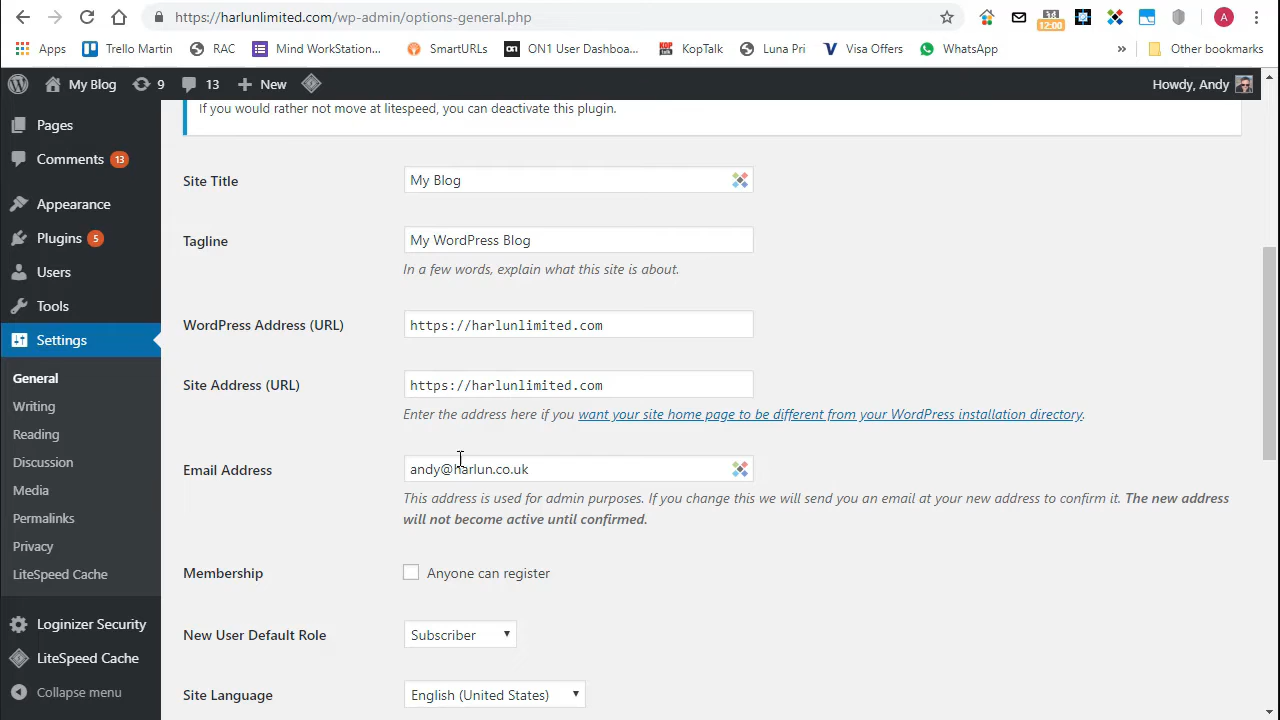 https://harlunlimited.com/wp-admin/options-general.php
12:00
A
Apps Trello Martin RAC Mind WorkStation... SmartURLs on ON1 User Dashboa... KOP KopTalk Luna Pri Visa Offers WhatsApp » Other bookmarks
My Blog 9 13 New Howdy, Andy
If you would rather not move at litespeed, you can deactivate this plugin.
Pages
Comments 13
Appearance
Plugins 5
Users
Tools
Settings
General
Writing
Reading
Discussion
Media
Permalinks
Privacy
LiteSpeed Cache
Loginizer Security
LiteSpeed Cache
Collapse menu
Site Title My Blog
Tagline My WordPress Blog
In a few words, explain what this site is about.
WordPress Address (URL) https://harlunlimited.com
Site Address (URL) https://harlunlimited.com
Enter the address here if you want your site home page to be different from your WordPress installation directory.
Email Address andy@harlun.co.uk
This address is used for admin purposes. If you change this we will send you an email at your new address to confirm it. The new address
will not become active until confirmed.
Membership Anyone can register
New User Default Role Subscriber
Site Language English (United States)